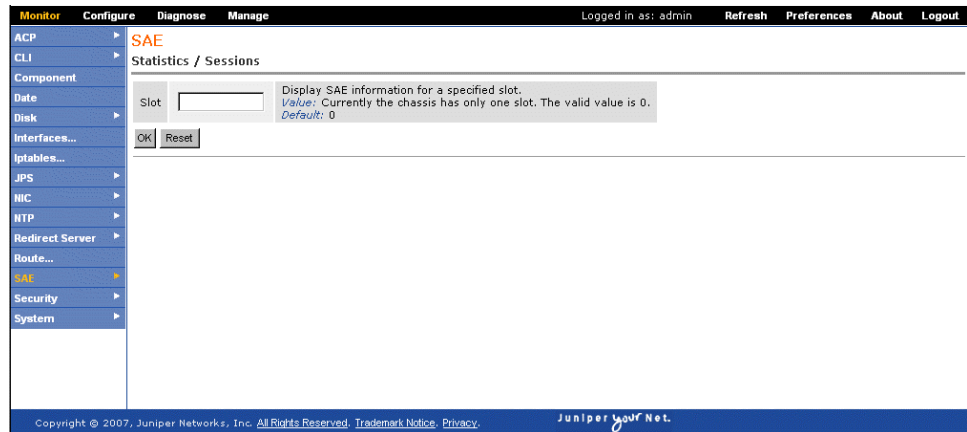 Monitor Configure Diagnose Manage Logged in as: admin Refresh Preferences About Logout
ACP
CLI
Component
Date
Disk
Interfaces...
Iptables...
JPS
NIC
NTP
Redirect Server
Route...
SAE
Security
System
SAE
Statistics / Sessions
Slot
Display SAE information for a specified slot.
Value: Currently the chassis has only one slot. The valid value is 0.
Default: 0
OK Reset
Copyright © 2007, Juniper Networks, Inc. All Rights Reserved. Trademark Notice. Privacy.
Juniper your Net.